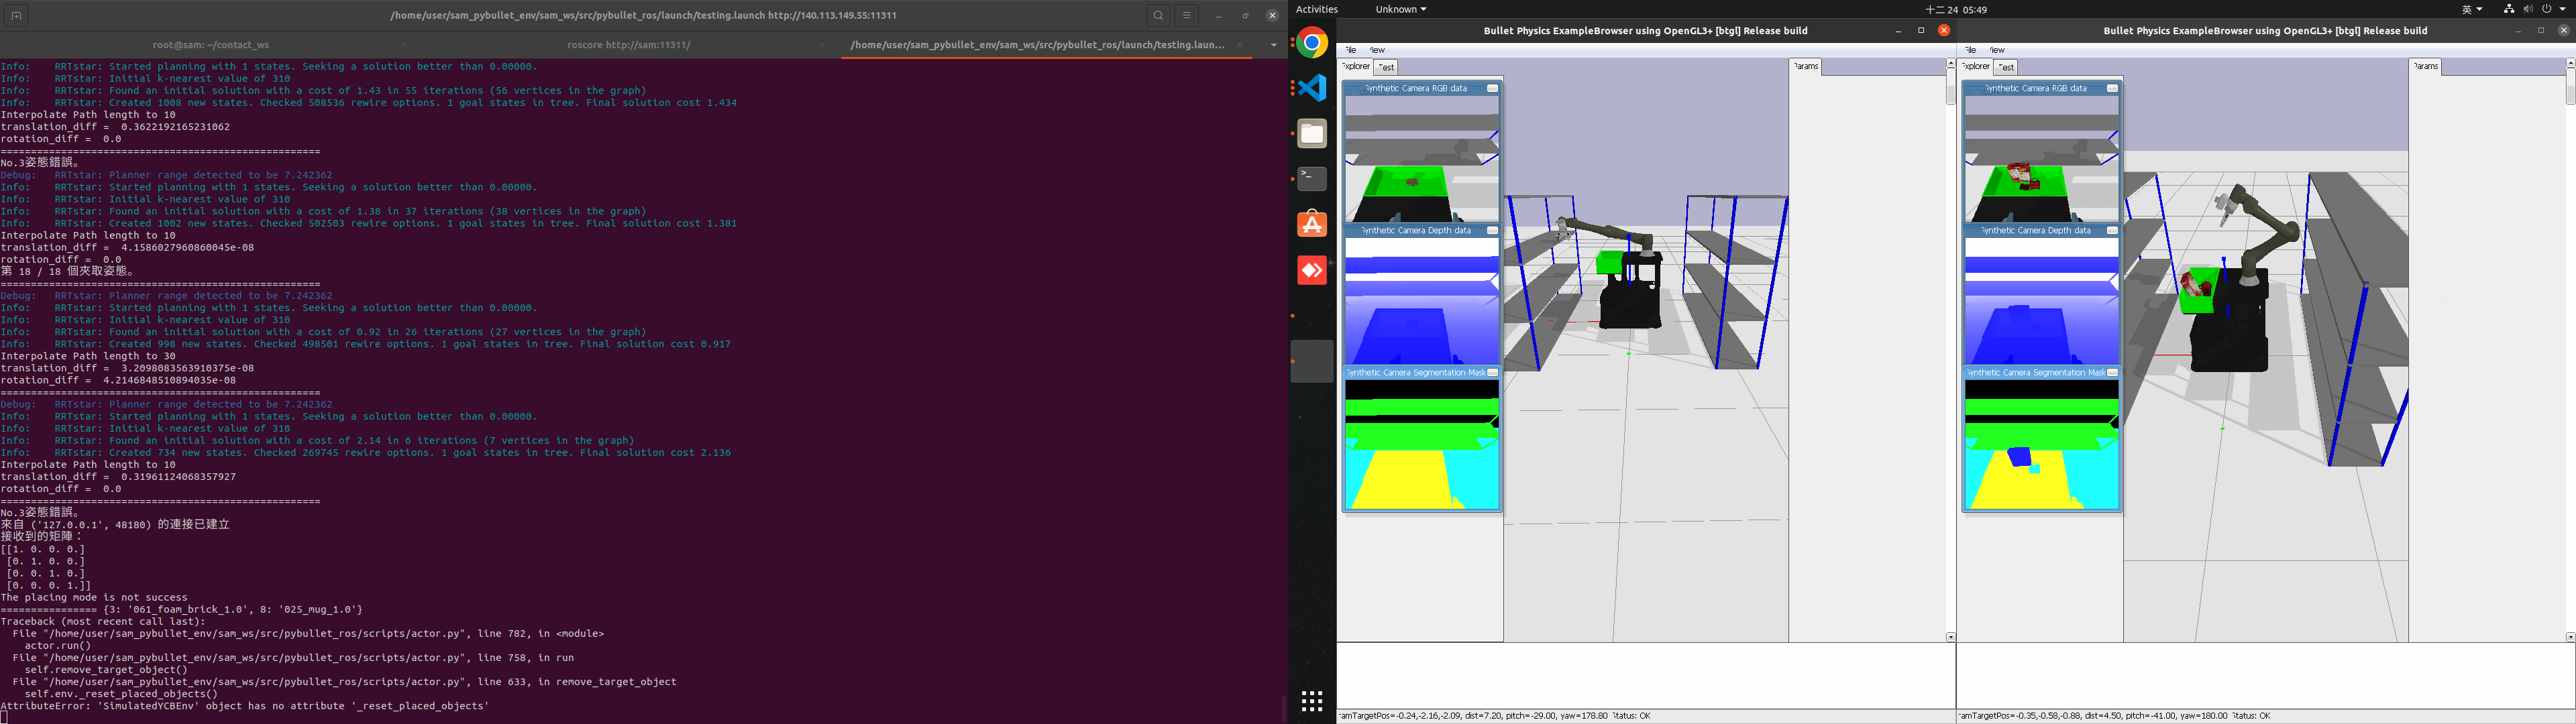 /home/user/sam_pybullet_env/sam_ws/src/pybullet_ros/launch/testing.launch http://140.113.149.55:11311
root@sam: ~/contact_ws
roscore http://sam:11311/
/home/user/sam_pybullet_env/sam_ws/src/pybullet_ros/launch/testing.laun...
Info:    RRTstar: Started planning with 1 states. Seeking a solution better than 0.00000.
Info:    RRTstar: Initial k-nearest value of 310
Info:    RRTstar: Found an initial solution with a cost of 1.43 in 55 iterations (56 vertices in the graph)
Info:    RRTstar: Created 1008 new states. Checked 508536 rewire options. 1 goal states in tree. Final solution cost 1.434
Interpolate Path length to 10
translation_diff =  0.3622192165231062
rotation_diff =  0.0
=====================================================
No.3姿態錯誤。
Debug:   RRTstar: Planner range detected to be 7.242362
Info:    RRTstar: Started planning with 1 states. Seeking a solution better than 0.00000.
Info:    RRTstar: Initial k-nearest value of 310
Info:    RRTstar: Found an initial solution with a cost of 1.38 in 37 iterations (38 vertices in the graph)
Info:    RRTstar: Created 1002 new states. Checked 502503 rewire options. 1 goal states in tree. Final solution cost 1.381
Interpolate Path length to 10
translation_diff =  4.1586027960860045e-08
rotation_diff =  0.0
第 18 / 18 個夾取姿態。
=====================================================
Debug:   RRTstar: Planner range detected to be 7.242362
Info:    RRTstar: Started planning with 1 states. Seeking a solution better than 0.00000.
Info:    RRTstar: Initial k-nearest value of 310
Info:    RRTstar: Found an initial solution with a cost of 0.92 in 26 iterations (27 vertices in the graph)
Info:    RRTstar: Created 998 new states. Checked 498501 rewire options. 1 goal states in tree. Final solution cost 0.917
Interpolate Path length to 30
translation_diff =  3.2098083563910375e-08
rotation_diff =  4.2146848510894035e-08
=====================================================
Debug:   RRTstar: Planner range detected to be 7.242362
Info:    RRTstar: Started planning with 1 states. Seeking a solution better than 0.00000.
Info:    RRTstar: Initial k-nearest value of 310
Info:    RRTstar: Found an initial solution with a cost of 2.14 in 6 iterations (7 vertices in the graph)
Info:    RRTstar: Created 734 new states. Checked 269745 rewire options. 1 goal states in tree. Final solution cost 2.136
Interpolate Path length to 10
translation_diff =  0.31961124068357927
rotation_diff =  0.0
=====================================================
No.3姿態錯誤。
來自 ('127.0.0.1', 48180) 的連接已建立
接收到的矩陣：
[[1. 0. 0. 0.]
 [0. 1. 0. 0.]
 [0. 0. 1. 0.]
 [0. 0. 0. 1.]]
The placing mode is not success
================ {3: '061_foam_brick_1.0', 8: '025_mug_1.0'}
Traceback (most recent call last):
  File "/home/user/sam_pybullet_env/sam_ws/src/pybullet_ros/scripts/actor.py", line 782, in <module>
    actor.run()
  File "/home/user/sam_pybullet_env/sam_ws/src/pybullet_ros/scripts/actor.py", line 758, in run
    self.remove_target_object()
  File "/home/user/sam_pybullet_env/sam_ws/src/pybullet_ros/scripts/actor.py", line 633, in remove_target_object
    self.env._reset_placed_objects()
AttributeError: 'SimulatedYCBEnv' object has no attribute '_reset_placed_objects'
Activities
Unknown
十二 24 05:49
英
Bullet Physics ExampleBrowser using OpenGL3+ [btgl] Release build
File View
Explorer Test
Params
Synthetic Camera RGB data
Synthetic Camera Depth data
Synthetic Camera Segmentation Mask
camTargetPos=-0.24,-2.16,-2.09, dist=7.20, pitch=-29.00, yaw=178.80 Status: OK
Bullet Physics ExampleBrowser using OpenGL3+ [btgl] Release build
File View
Explorer Test
Params
Synthetic Camera RGB data
Synthetic Camera Depth data
Synthetic Camera Segmentation Mask
camTargetPos=-0.35,-0.58,-0.88, dist=4.50, pitch=-41.00, yaw=180.00 Status: OK